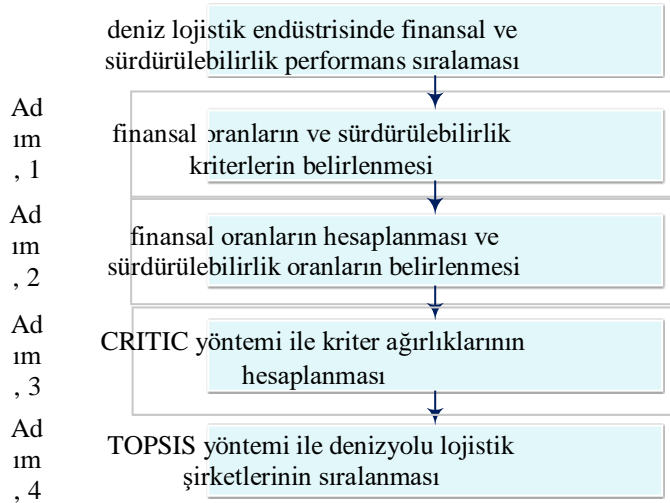 deniz lojistik endüstrisinde finansal ve
sürdürülebilirlik performans sıralaması
Ad
ım
, 1
finansal oranların ve sürdürülebilirlik
kriterlerin belirlenmesi
Ad
ım
, 2
finansal oranların hesaplanması ve
sürdürülebilirlik oranların belirlenmesi
Ad
ım
, 3
CRITIC yöntemi ile kriter ağırlıklarının
hesaplanması
Ad
ım
, 4
TOPSIS yöntemi ile denizyolu lojistik
şirketlerinin sıralanması